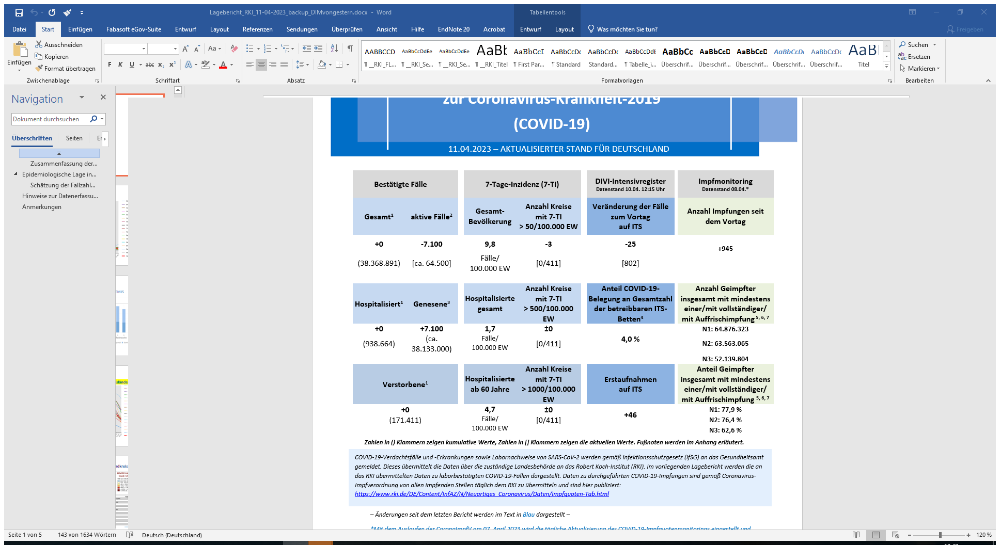 Lagebericht_RKI_11-04-2023_backup_DIMvongestern.docx - Word
Tabellentools
Datei Start Einfügen Fabasoft eGov-Suite Entwurf Layout Referenzen Sendungen Überprüfen Ansicht Hilfe EndNote 20 Acrobat Entwurf Layout Was möchten Sie tun? Freigeben
Einfügen
Ausschneiden
Kopieren
Format übertragen
Zwischenablage
F K U abc x₂ x²
Schriftart
Absatz
AABBCCD AaBbCcDdEe AaBbCcDdEe AaBb AaBbCcI AaBbCcDc AaBbCcDc AaBbCcDdE AaBbCc AaBbCcD AaBbCcD AaBbCcDc AaBbCcDc AaB
¶ __RKI_FL... ¶ __RKI_Se... ¶ __RKI_Se... ¶ __RKI_Titel ¶ First Par... ¶ Standard Standard... ¶ Tabelle_i... Überschrif... Überschrif... Überschrif... Überschrif... Überschrif... Titel
Formatvorlagen
Suchen
Ersetzen
Markieren
Bearbeiten
Navigation
Dokument durchsuchen
Überschriften Seiten Er
Zusammenfassung der...
Epidemiologische Lage in...
Schätzung der Fallzahl...
Hinweise zur Datenerfassu...
Anmerkungen
zur Coronavirus-Krankheit-2019
(COVID-19)
11.04.2023 – AKTUALISIERTER STAND FÜR DEUTSCHLAND
Bestätigte Fälle
7-Tage-Inzidenz (7-TI)
DIVI-Intensivregister
Datenstand 10.04. 12:15 Uhr
Impfmonitoring
Datenstand 08.04.*
Gesamt¹
aktive Fälle²
Gesamt-
Bevölkerung
Anzahl Kreise
mit 7-TI
> 50/100.000 EW
Veränderung der Fälle
zum Vortag
auf ITS
Anzahl Impfungen seit
dem Vortag
+0
(38.368.891)
-7.100
[ca. 64.500]
9,8
Fälle/
100.000 EW
-3
[0/411]
-25
[802]
+945
Hospitalisiert¹
Genesene³
Hospitalisierte
gesamt
Anzahl Kreise
mit 7-TI
> 500/100.000
EW
Anteil COVID-19-
Belegung an Gesamtzahl
der betreibbaren ITS-
Betten⁴
Anzahl Geimpfter
insgesamt mit mindestens
einer/mit vollständiger/
mit Auffrischimpfung ⁵, ⁶, ⁷
+0
(938.664)
+7.100
(ca.
38.133.000)
1,7
Fälle/
100.000 EW
±0
[0/411]
4,0 %
N1: 64.876.323
N2: 63.563.065
N3: 52.139.804
Verstorbene¹
Hospitalisierte
ab 60 Jahre
Anzahl Kreise
mit 7-TI
> 1000/100.000
EW
Erstaufnahmen
auf ITS
Anteil Geimpfter
insgesamt mit mindestens
einer/mit vollständiger/
mit Auffrischimpfung ⁵, ⁶, ⁷
+0
(171.411)
4,7
Fälle/
100.000 EW
±0
[0/411]
+46
N1: 77,9 %
N2: 76,4 %
N3: 62,6 %
Zahlen in () Klammern zeigen kumulative Werte, Zahlen in [] Klammern zeigen die aktuellen Werte. Fußnoten werden im Anhang erläutert.
COVID-19-Verdachtsfälle und -Erkrankungen sowie Labornachweise von SARS-CoV-2 werden gemäß Infektionsschutzgesetz (IfSG) an das Gesundheitsamt
gemeldet. Dieses übermittelt die Daten über die zuständige Landesbehörde an das Robert Koch-Institut (RKI). Im vorliegenden Lagebericht werden die an
das RKI übermittelten Daten zu laborbestätigten COVID-19-Fällen dargestellt. Daten zu durchgeführten COVID-19-Impfungen sind gemäß Coronavirus-
Impfverordnung von allen impfenden Stellen täglich dem RKI zu übermitteln und sind hier publiziert:
https://www.rki.de/DE/Content/InfAZ/N/Neuartiges_Coronavirus/Daten/Impfquoten-Tab.html
– Änderungen seit dem letzten Bericht werden im Text in Blau dargestellt –
*Mit dem Auslaufen der CoronaImpfV am 07. April 2023 wird die tägliche Aktualisierung des COVID-19-Impfquotenmonitorings eingestellt und
Seite 1 von 5 143 von 1634 Wörtern Deutsch (Deutschland) 120 %